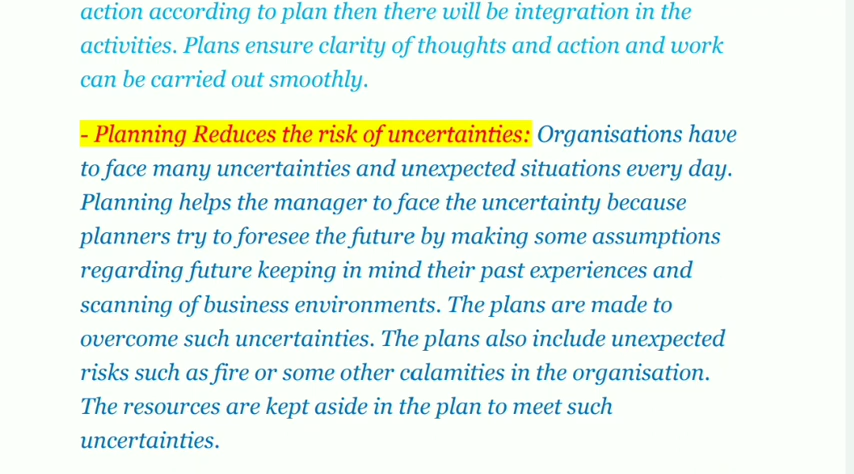 action according to plan then there will be integration in the
activities. Plans ensure clarity of thoughts and action and work
can be carried out smoothly.
- Planning Reduces the risk of uncertainties: Organisations have
to face many uncertainties and unexpected situations every day.
Planning helps the manager to face the uncertainty because
planners try to foresee the future by making some assumptions
regarding future keeping in mind their past experiences and
scanning of business environments. The plans are made to
overcome such uncertainties. The plans also include unexpected
risks such as fire or some other calamities in the organisation.
The resources are kept aside in the plan to meet such
uncertainties.